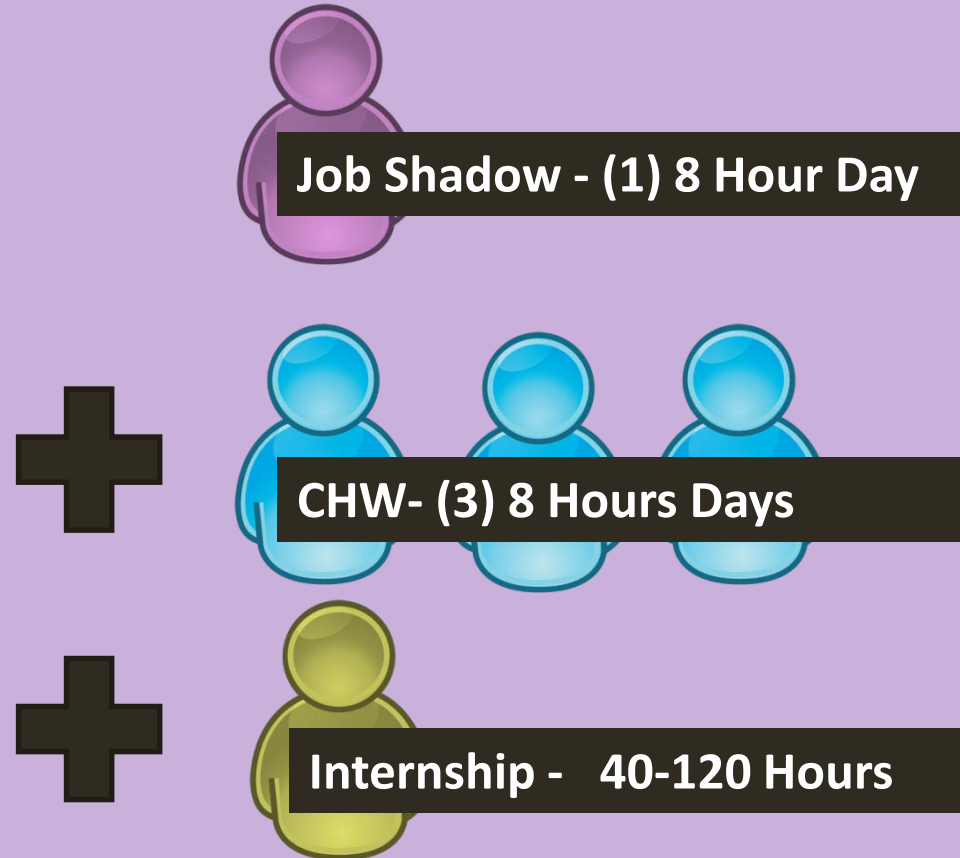 Job Shadow - (1) 8 Hour Day
CHW- (3) 8 Hours Days
Internship -   40-120 Hours